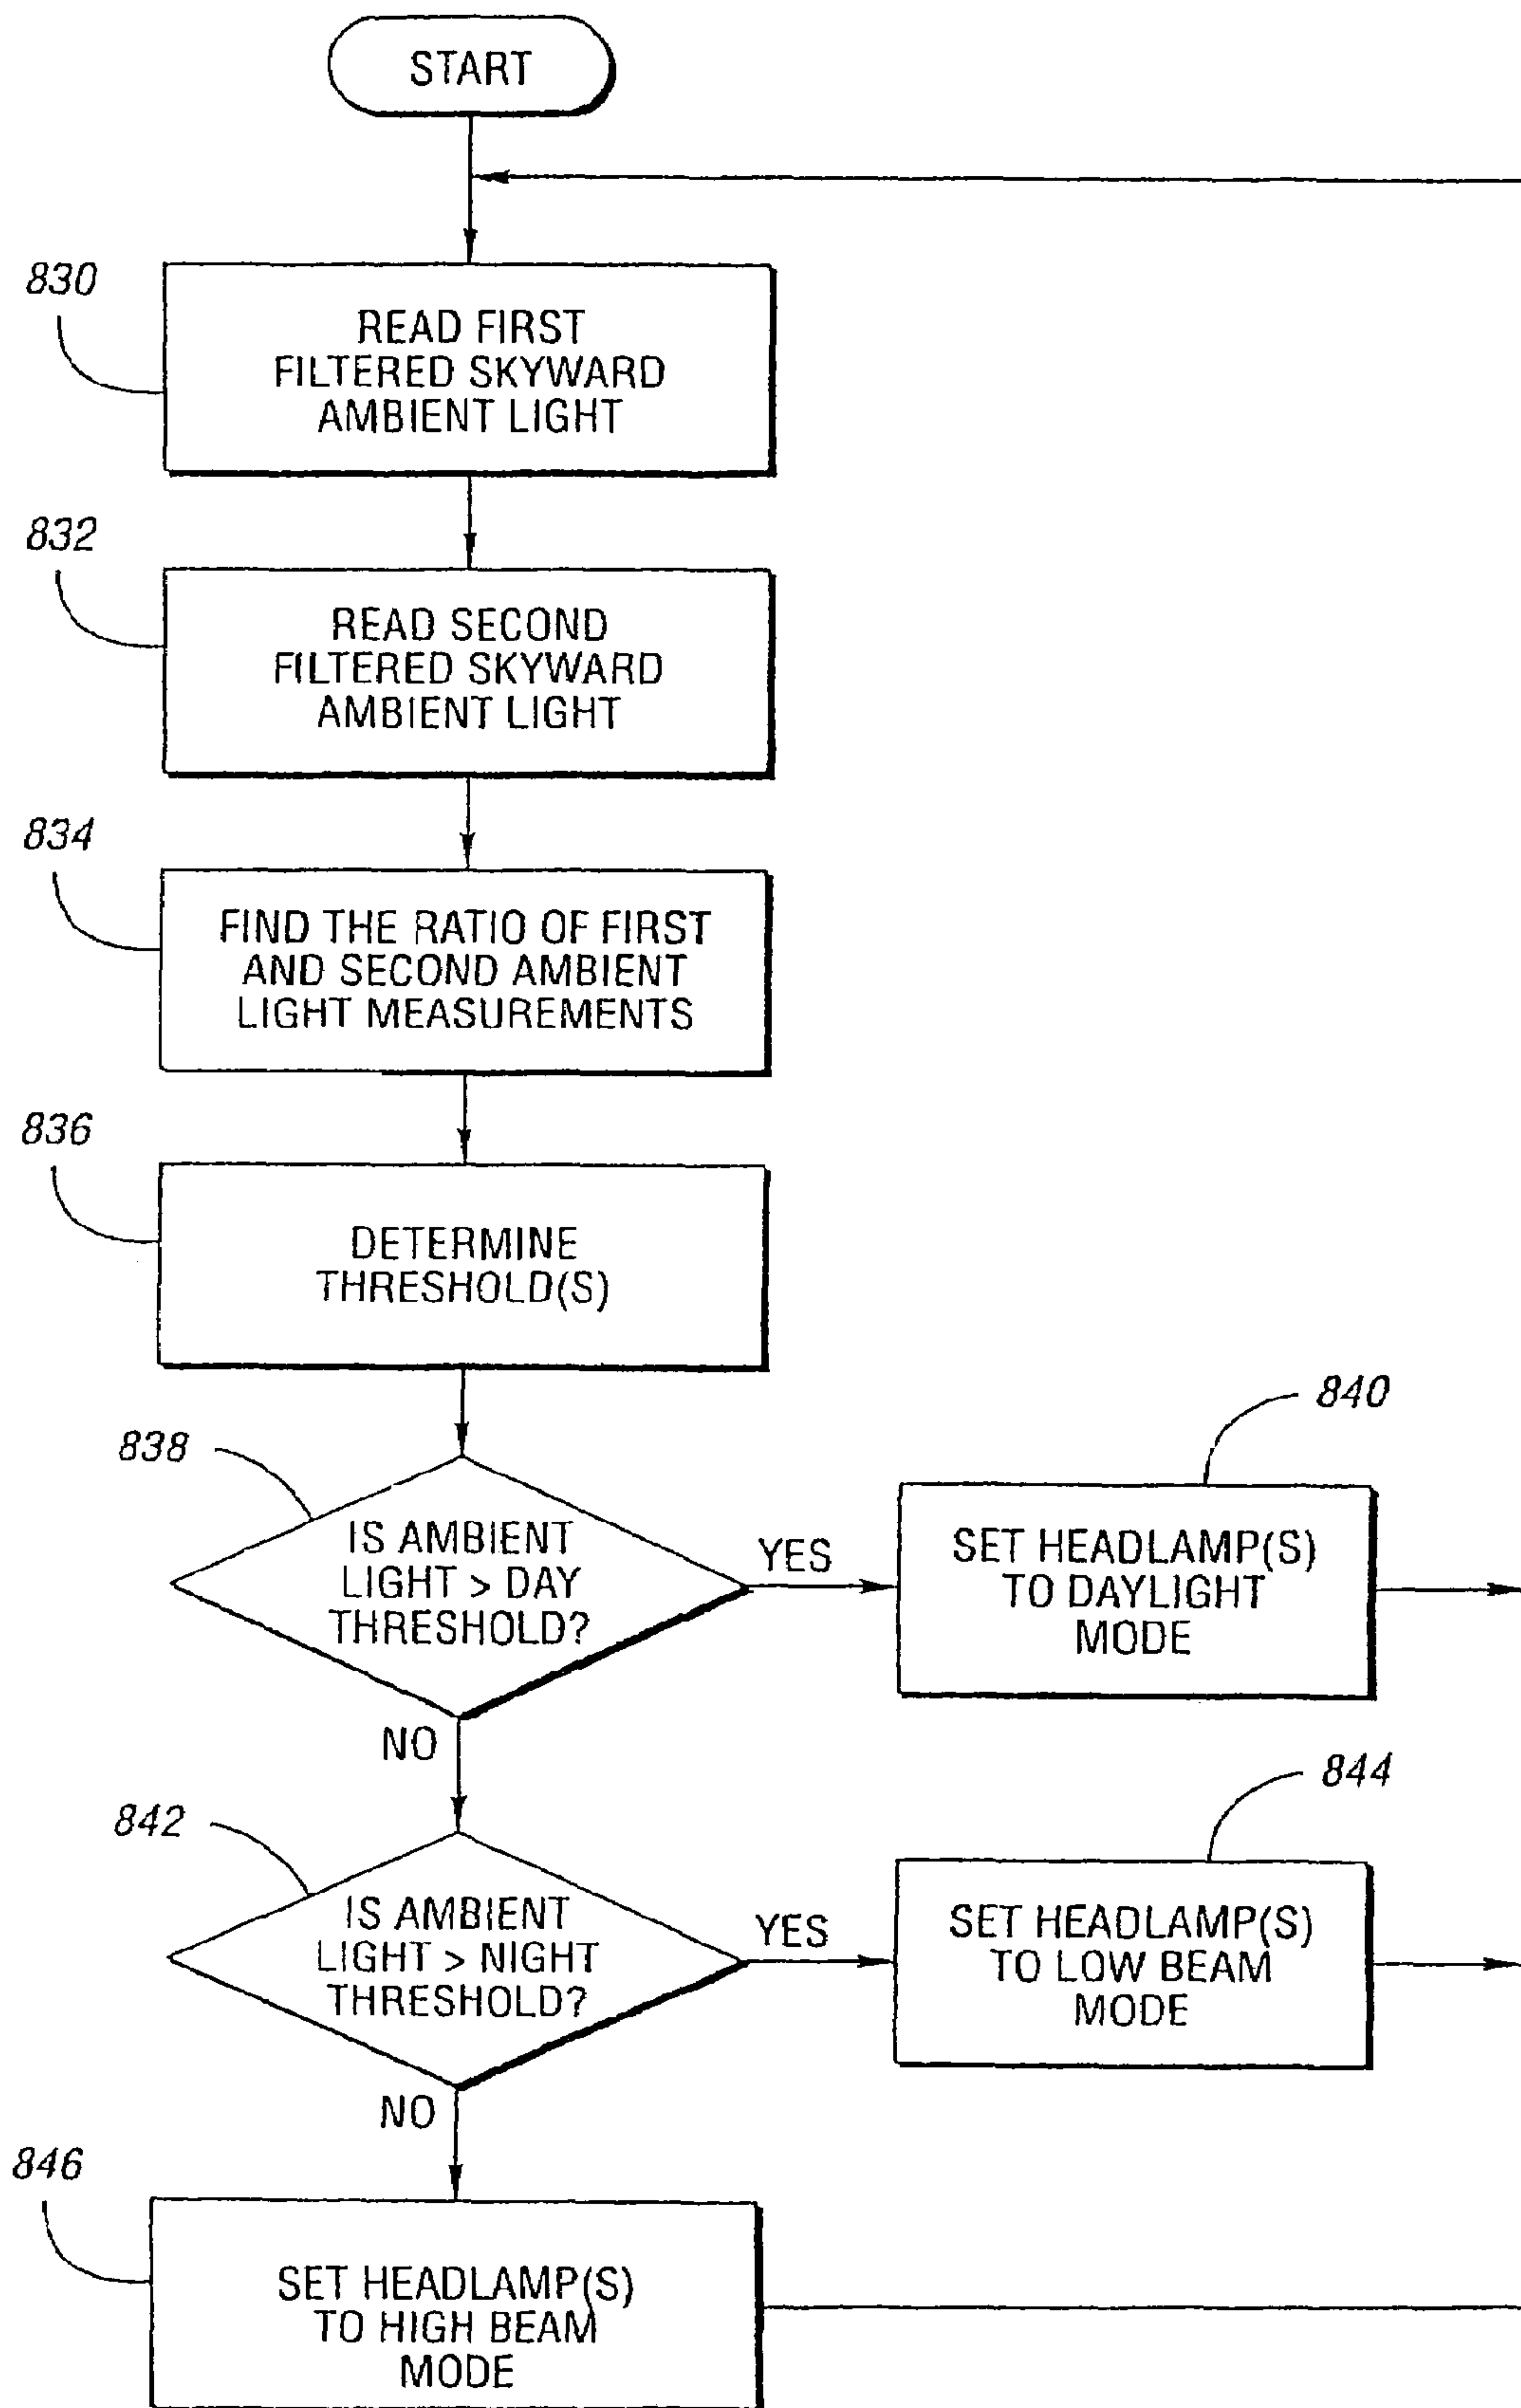 START
830
READ FIRST
FILTERED SKYWARD
AMBIENT LIGHT
832
READ SECOND
FILTERED SKYWARD
AMBIENT LIGHT
834
FIND THE RATIO OF FIRST
AND SECOND AMBIENT
LIGHT MEASUREMENTS
836
DETERMINE
THRESHOLD(S)
838
IS AMBIENT
LIGHT > DAY
THRESHOLD?
YES
840
SET HEADLAMP(S)
TO DAYLIGHT
MODE
NO
842
IS AMBIENT
LIGHT > NIGHT
THRESHOLD?
YES
844
SET HEADLAMP(S)
TO LOW BEAM
MODE
NO
846
SET HEADLAMP(S)
TO HIGH BEAM
MODE